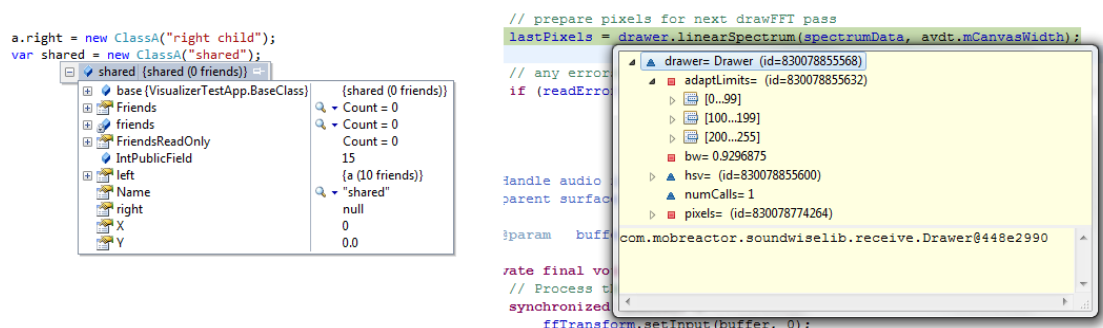 a.right = new ClassA("right child");
var shared = new ClassA("shared");
shared {shared (0 friends)}
base {VisualizerTestApp.BaseClass} {shared (0 friends)}
Friends Count = 0
friends Count = 0
FriendsReadOnly Count = 0
IntPublicField 15
left {a (10 friends)}
Name "shared"
right null
X 0
Y 0.0
// prepare pixels for next drawFFT pass
lastPixels = drawer.linearSpectrum(spectrumData, avdt.mCanvasWidth);
// any error
if (readErro
Handle audio
parent surfac
@param buff
vate final vo
// Process t
synchronized
ffTransform.setInput(buffer, 0);
drawer= Drawer (id=830078855568)
adaptLimits= (id=830078855632)
[0...99]
[100...199]
[200...255]
bw= 0.9296875
hsv= (id=830078855600)
numCalls= 1
pixels= (id=830078774264)
com.mobreactor.soundwiselib.receive.Drawer@448e2990